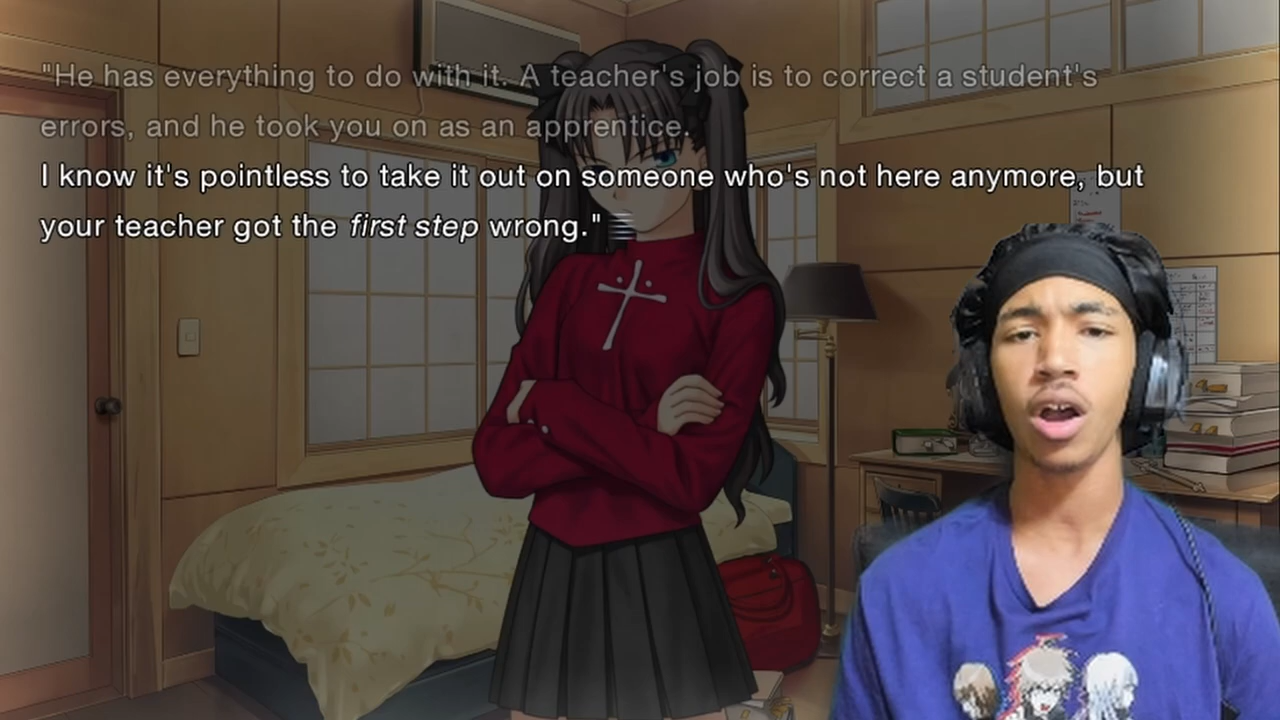 "He has everything to do with it. A teacher's job is to correct a student's
errors, and he took you on as an apprentice.
I know it's pointless to take it out on someone who's not here anymore, but
your teacher got the first step wrong."